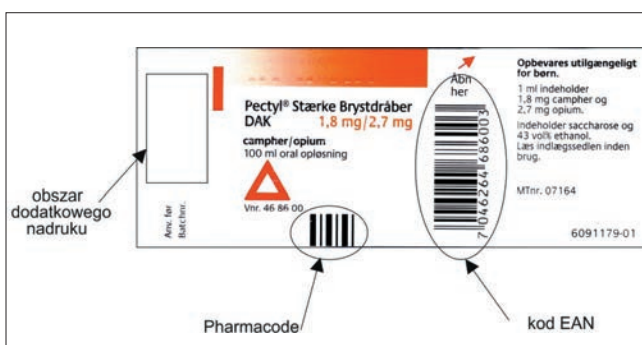 Anv. før
Batchnr.
Pectyl® Stærke Brystdråber
DAK 1,8 mg/2,7 mg
campher/opium
100 ml oral opløsning
Vnr. 46 86 00
Åbn
her
7 046264 686003
Opbevares utilgængeligt
for børn.
1 ml indeholder
1,8 mg campher og
2,7 mg opium.
Indeholder saccharose og
43 vol% ethanol.
Læs indlægssedlen inden
brug.
MTnr. 07164
6091179-01
obszar
dodatkowego
nadruku
Pharmacode
kod EAN